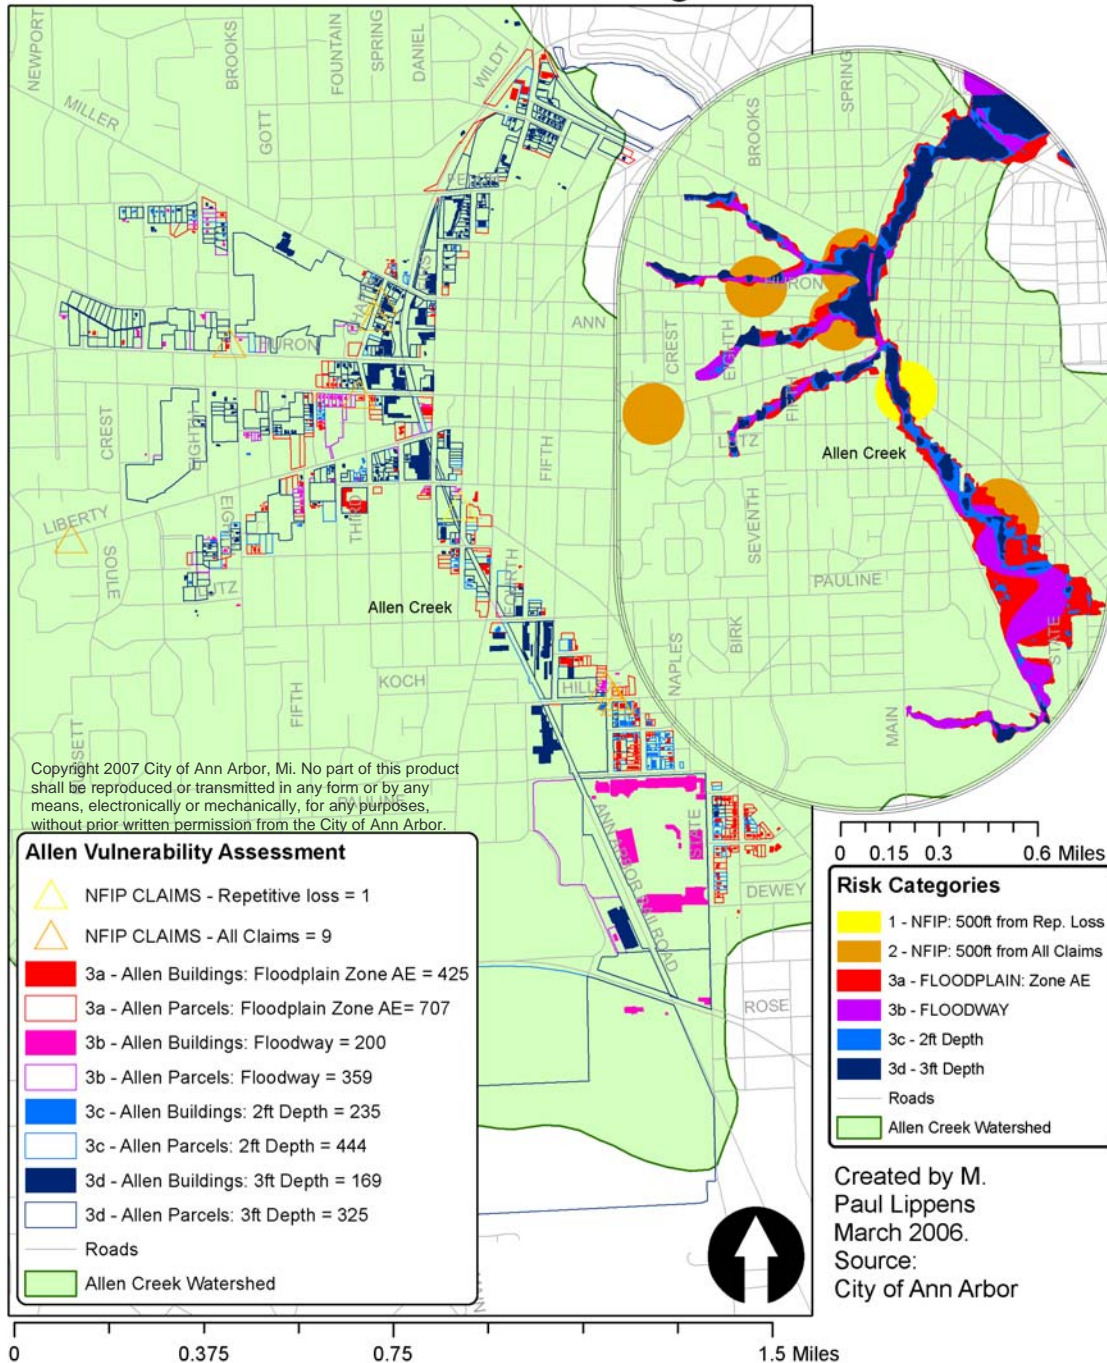 NEWPORT
BROOKS
FOUNTAIN
SPRING
DANIEL
WILDT
MILLER
GOTT
HURON
ANN
CREST
EIGHTH
FIFTH
LIBERTY
THIRD
SOULE
Allen Creek
FOURTH
KOCH
FIFTH
HILL
PAULINE
STATE
ANN ARBOR RAILROAD
DEWEY
ROSE
MAIN
Copyright 2007 City of Ann Arbor, Mi. No part of this product
shall be reproduced or transmitted in any form or by any
means, electronically or mechanically, for any purposes,
without prior written permission from the City of Ann Arbor.
Allen Vulnerability Assessment
NFIP CLAIMS - Repetitive loss = 1
NFIP CLAIMS - All Claims = 9
3a - Allen Buildings: Floodplain Zone AE = 425
3a - Allen Parcels: Floodplain Zone AE= 707
3b - Allen Buildings: Floodway = 200
3b - Allen Parcels: Floodway = 359
3c - Allen Buildings: 2ft Depth = 235
3c - Allen Parcels: 2ft Depth = 444
3d - Allen Buildings: 3ft Depth = 169
3d - Allen Parcels: 3ft Depth = 325
Roads
Allen Creek Watershed
0 0.375 0.75 1.5 Miles
SPRING
BROOKS
HURON
CREST
EIGHTH
FIFTH
LUTZ
Allen Creek
SEVENTH
PAULINE
BIRK
NAPLES
STATE
MAIN
0 0.15 0.3 0.6 Miles
Risk Categories
1 - NFIP: 500ft from Rep. Loss
2 - NFIP: 500ft from All Claims
3a - FLOODPLAIN: Zone AE
3b - FLOODWAY
3c - 2ft Depth
3d - 3ft Depth
Roads
Allen Creek Watershed
Created by M.
Paul Lippens
March 2006.
Source:
City of Ann Arbor